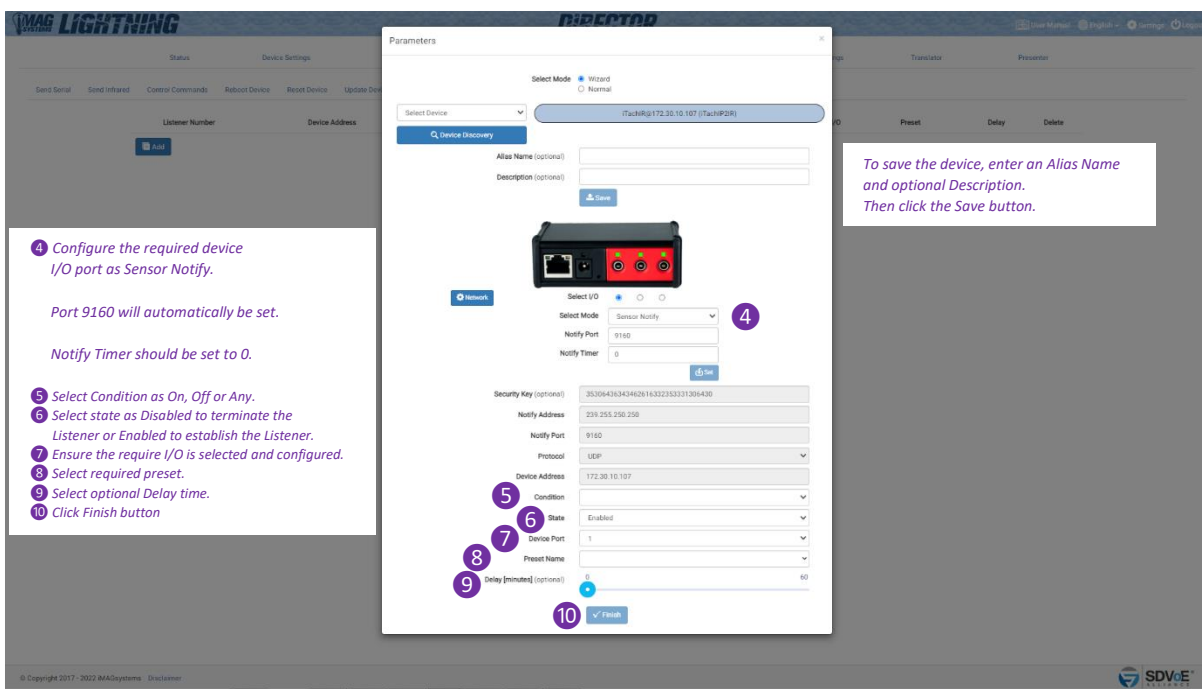 iMAG SYSTEMS LiGHTNiNG
DiRECTOR
User Manual English Settings Logout
Status Device Settings Translator Presenter
Send Serial Send Infrared Control Commands Reboot Device Reset Device Update
Listener Number Device Address I/O Preset Delay Delete
Add
Parameters ×
Select Mode Wizard
Normal
Select Device iTachIR@172.30.10.107 (iTachIP2IR)
Device Discovery
Alias Name (optional)
Description (optional)
Save
To save the device, enter an Alias Name
and optional Description.
Then click the Save button.
4 Configure the required device
I/O port as Sensor Notify.
Port 9160 will automatically be set.
Notify Timer should be set to 0.
5 Select Condition as On, Off or Any.
6 Select state as Disabled to terminate the
Listener or Enabled to establish the Listener.
7 Ensure the require I/O is selected and configured.
8 Select required preset.
9 Select optional Delay time.
10 Click Finish button
Network Select I/O
Select Mode Sensor Notify 4
Notify Port 9160
Notify Timer 0
Set
Security Key (optional)
Notify Address 239.255.250.250
Notify Port 9160
Protocol UDP
Device Address 172.30.10.107
5 Condition
6 State Enabled
7 Device Port 1
8 Preset Name
9 Delay [minutes] (optional) 0 60
10 Finish
© Copyright 2017 - 2022 iMAGsystems Disclaimer
SDVoE
ALLIANCE